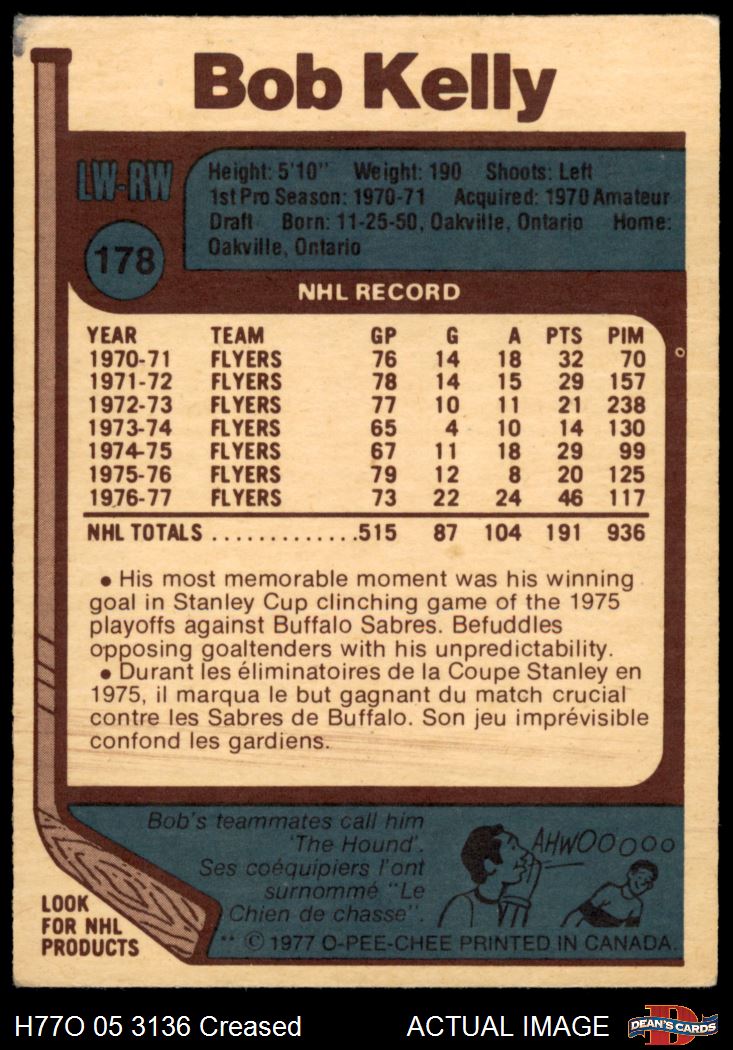 Bob Kelly
LW-RW
Height: 5'10" Weight: 190 Shoots: Left
1st Pro Season: 1970-71 Acquired: 1970 Amateur
Draft Born: 11-25-50, Oakville, Ontario Home:
Oakville, Ontario
178
NHL RECORD
YEAR TEAM GP G A PTS PIM
1970-71 FLYERS 76 14 18 32 70
1971-72 FLYERS 78 14 15 29 157
1972-73 FLYERS 77 10 11 21 238
1973-74 FLYERS 65 4 10 14 130
1974-75 FLYERS 67 11 18 29 99
1975-76 FLYERS 79 12 8 20 125
1976-77 FLYERS 73 22 24 46 117
NHL TOTALS .............515 87 104 191 936
• His most memorable moment was his winning
goal in Stanley Cup clinching game of the 1975
playoffs against Buffalo Sabres. Befuddles
opposing goaltenders with his unpredictability.
• Durant les éliminatoires de la Coupe Stanley en
1975, il marqua le but gagnant du match crucial
contre les Sabres de Buffalo. Son jeu imprévisible
confond les gardiens.
Bob's teammates call him
'The Hound'.
Ses coéquipiers l'ont
surnommé "Le
Chien de chasse".
AHWOOoooo
LOOK
FOR NHL
PRODUCTS
** © 1977 O-PEE-CHEE PRINTED IN CANADA.
H77O 05 3136 Creased ACTUAL IMAGE
D
DEAN'S CARDS